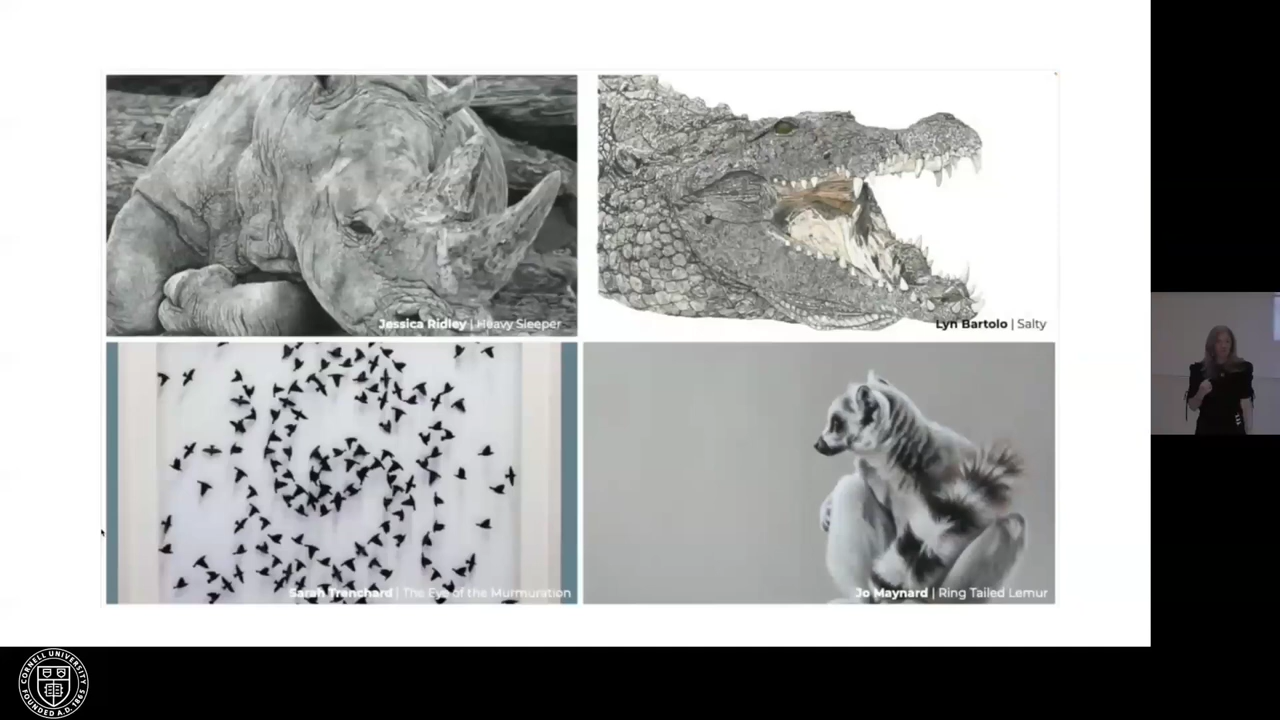 Jessica Ridley | Heavy Sleeper
Lyn Bartolo | Salty
Sarah Trenchard | The Eye of the Murmuration
Jo Maynard | Ring Tailed Lemur
CORNELL UNIVERSITY
FOUNDED A.D. 1865